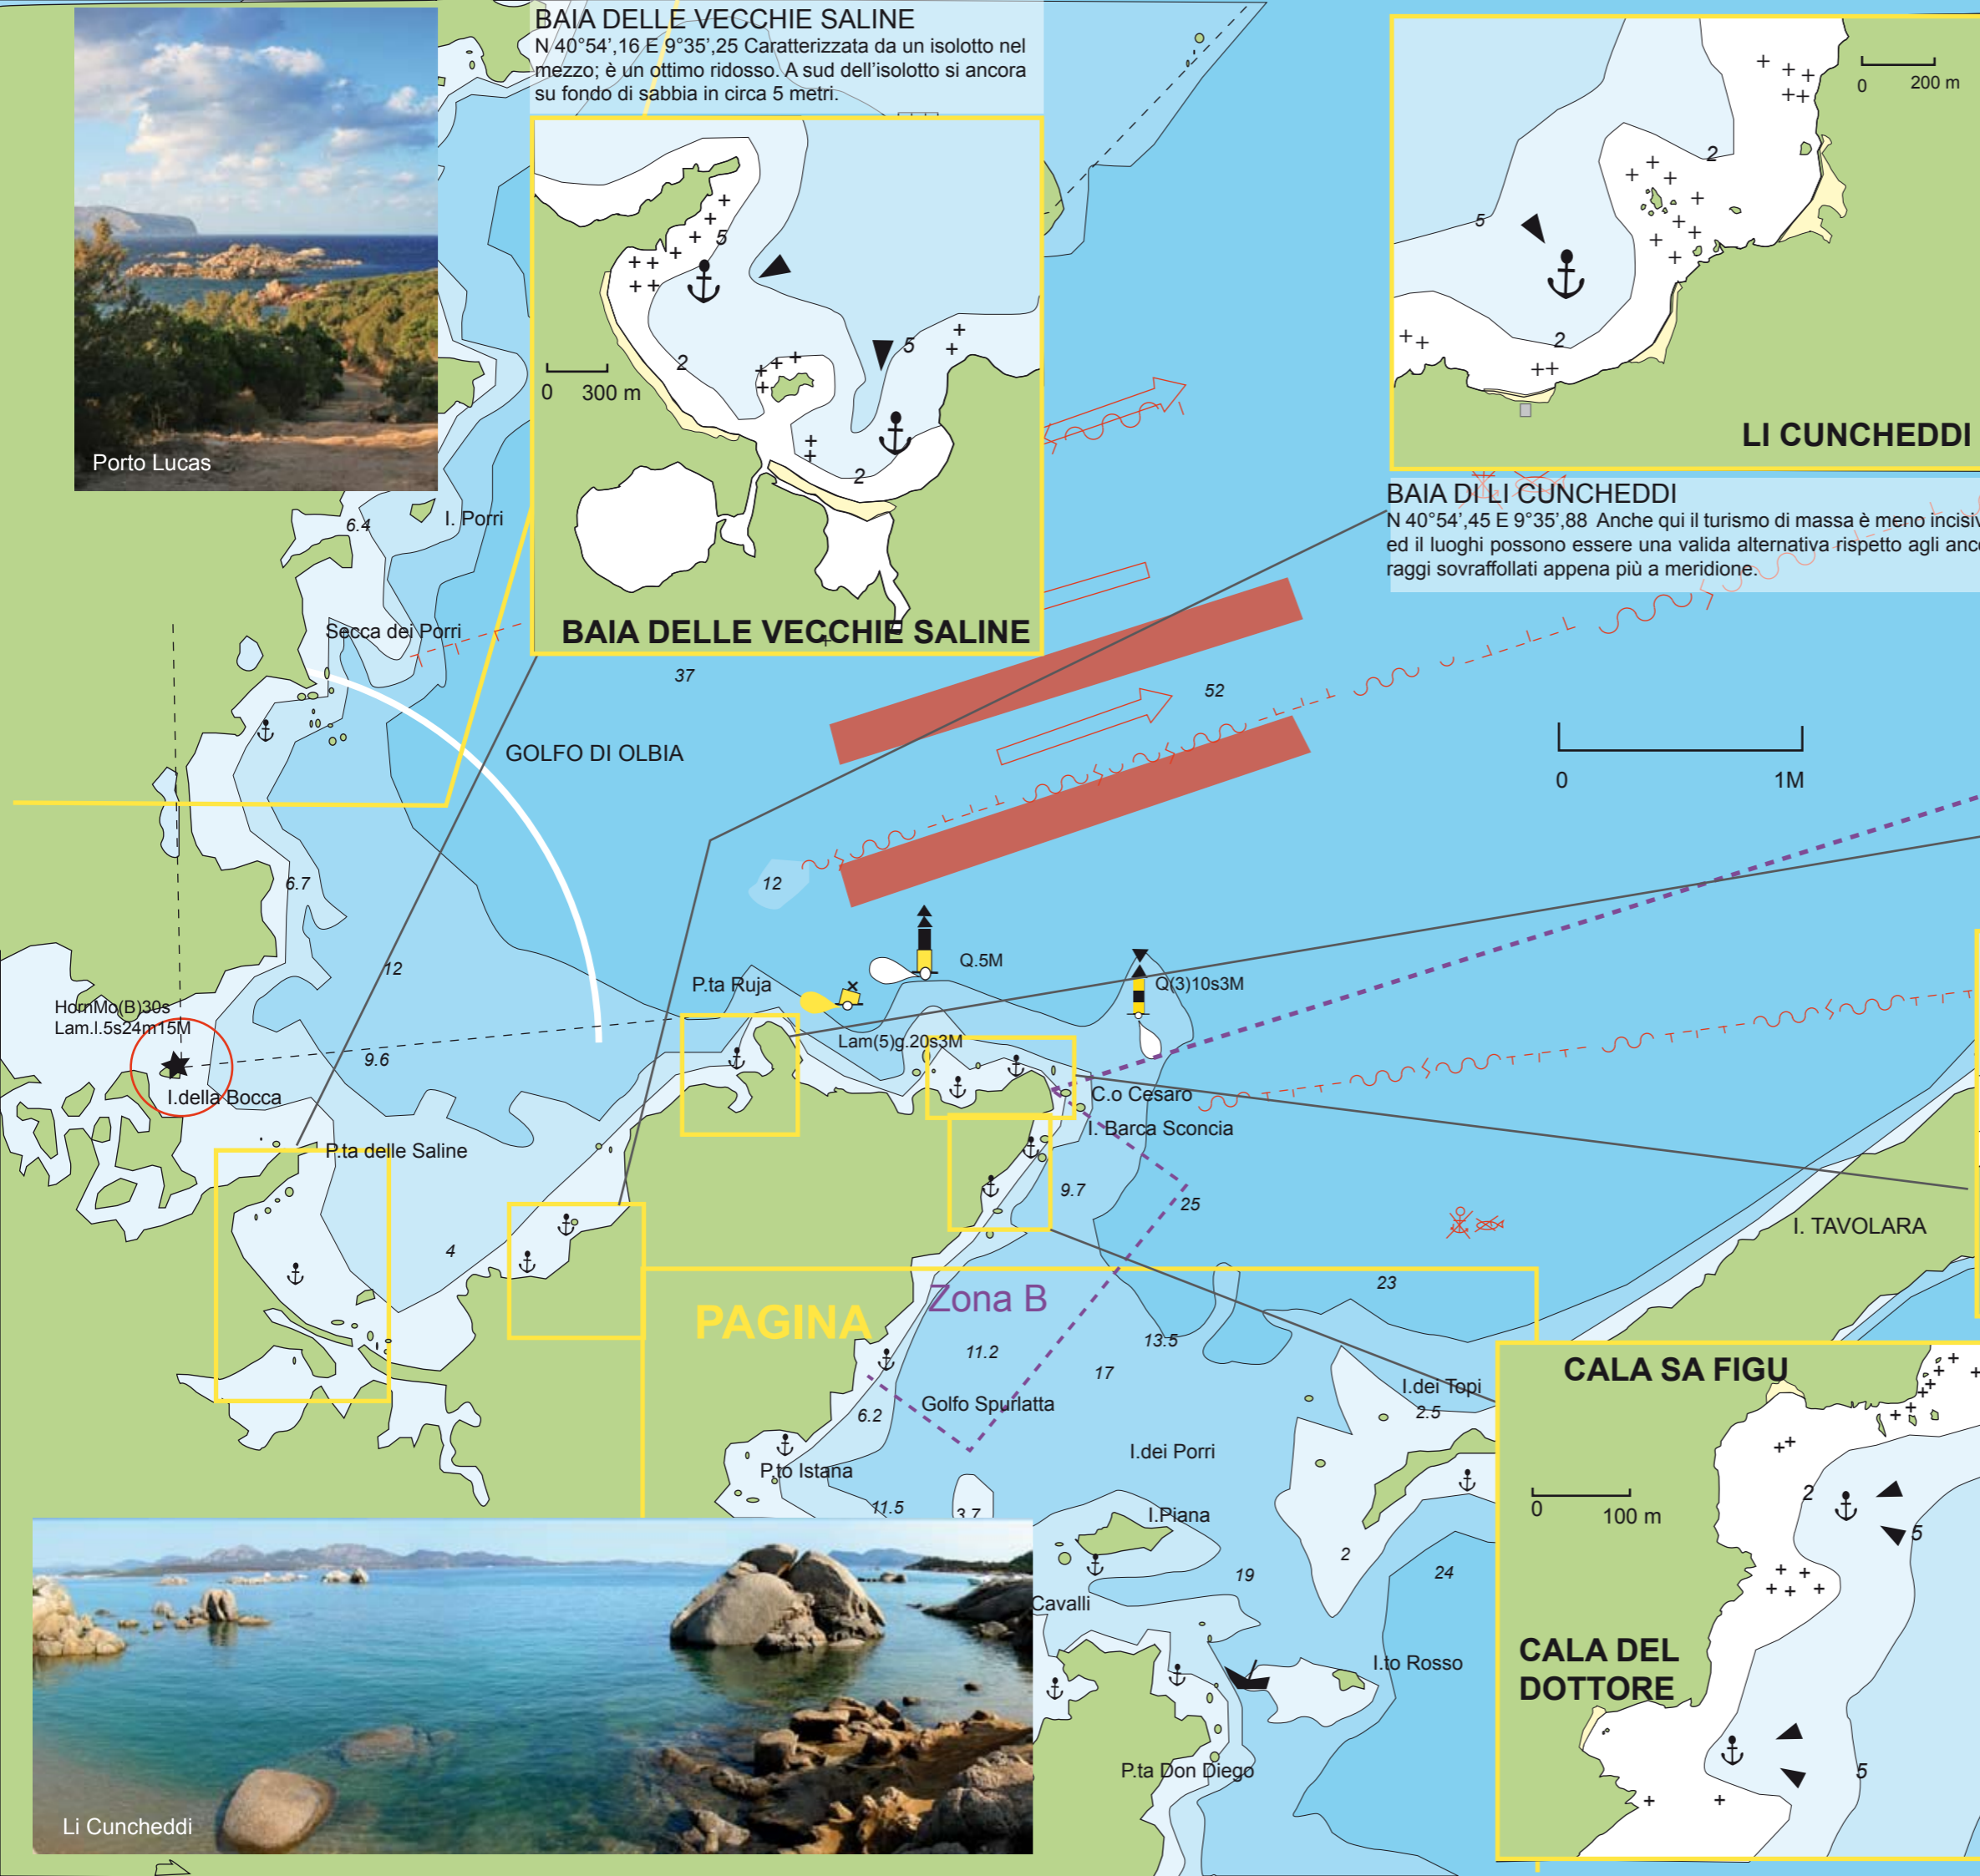 BAIA DELLE VECCHIE SALINE
N 40°54',16 E 9°35',25 Caratterizzata da un isolotto nel
mezzo; è un ottimo ridosso. A sud dell'isolotto si ancora
su fondo di sabbia in circa 5 metri.
Porto Lucas
5
2
5
2
0 300 m
BAIA DELLE VECCHIE SALINE
0 200 m
2
5
2
LI CUNCHEDDI
BAIA DI LI CUNCHEDDI
N 40°54',45 E 9°35',88 Anche qui il turismo di massa è meno
ed il luoghi possono essere una valida alternativa rispetto agli
raggi sovraffollati appena più a meridione.
6.4
I. Porri
Secca dei Porri
37
52
GOLFO DI OLBIA
0 1M
6.7
12
12
Q.5M
P.ta Ruja
Q(3)10s3M
HornMo(B)30s
Lam.l.5s24m15M
Lam(5)g.20s3M
9.6
I.della Bocca
C.o Cesaro
I. Barca Sconcia
P.ta delle Saline
9.7
25
I. TAVOLARA
4
23
Zona B
PAGINA
13.5
11.2
17
Golfo Spurlatta
6.2
I.dei Topi
2.5
I.dei Porri
P.to Istana
11.5
3.7
I.Piana
2
19
24
Cavalli
I.to Rosso
P.ta Don Diego
CALA SA FIGU
2
5
0 100 m
CALA DEL
DOTTORE
5
Li Cuncheddi